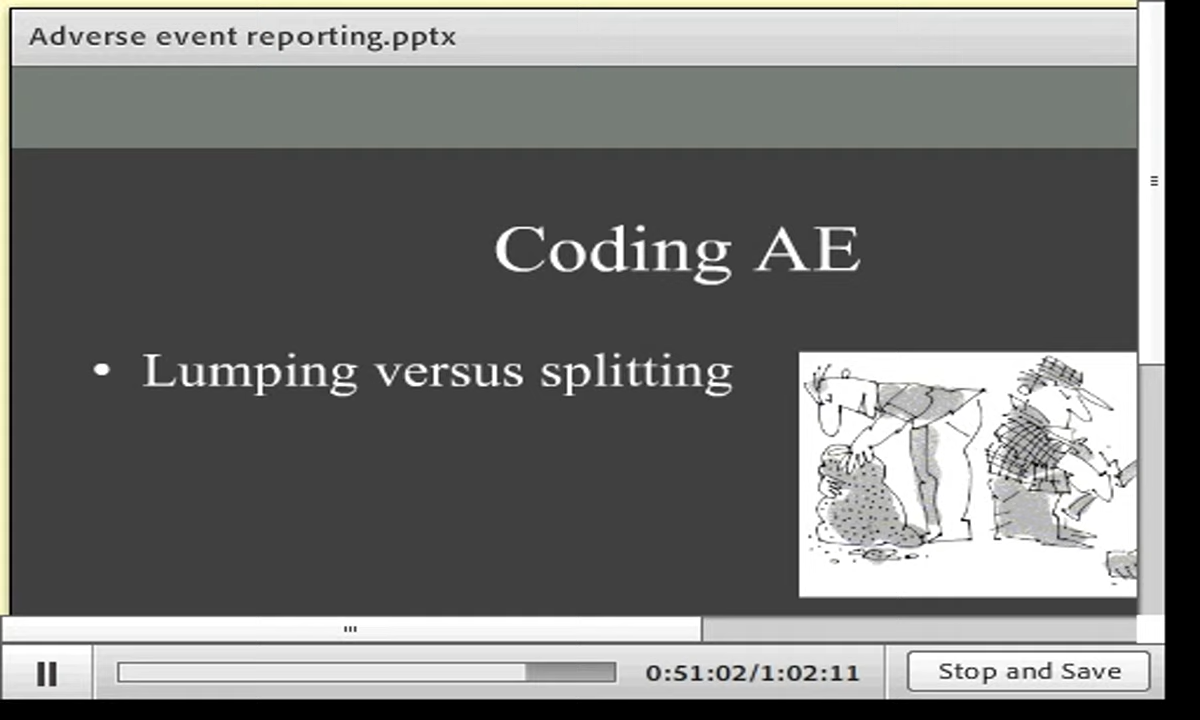 Adverse event reporting.pptx
Coding AE
• Lumping versus splitting
0:51:02/1:02:11
Stop and Save